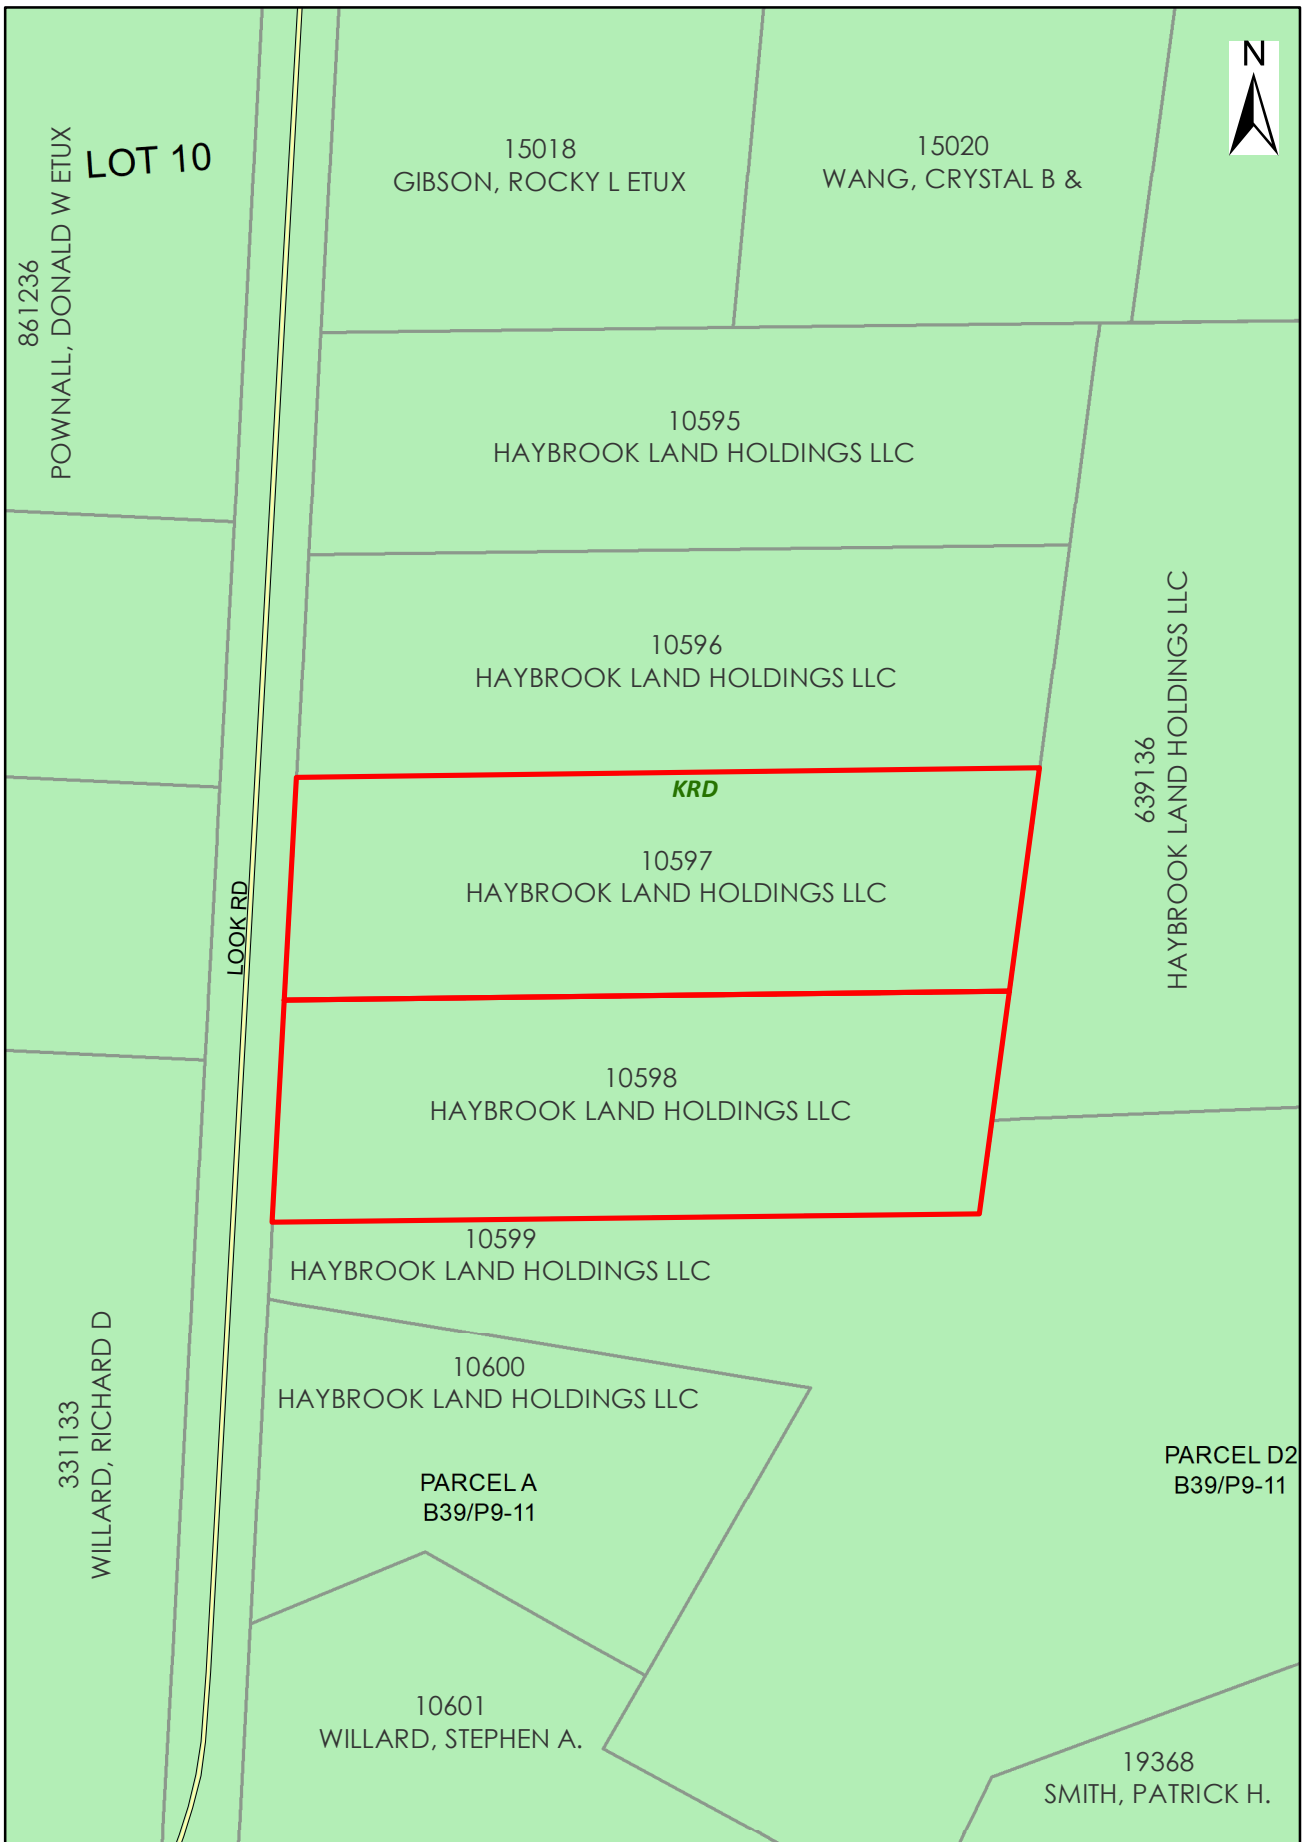 N
861236
POWNALL, DONALD W ETUX
LOT 10
15018
GIBSON, ROCKY L ETUX
15020
WANG, CRYSTAL B &
10595
HAYBROOK LAND HOLDINGS LLC
10596
HAYBROOK LAND HOLDINGS LLC
639136
HAYBROOK LAND HOLDINGS LLC
KRD
10597
HAYBROOK LAND HOLDINGS LLC
LOOK RD
10598
HAYBROOK LAND HOLDINGS LLC
10599
HAYBROOK LAND HOLDINGS LLC
331133
WILLARD, RICHARD D
10600
HAYBROOK LAND HOLDINGS LLC
PARCEL A
B39/P9-11
PARCEL D2
B39/P9-11
10601
WILLARD, STEPHEN A.
19368
SMITH, PATRICK H.